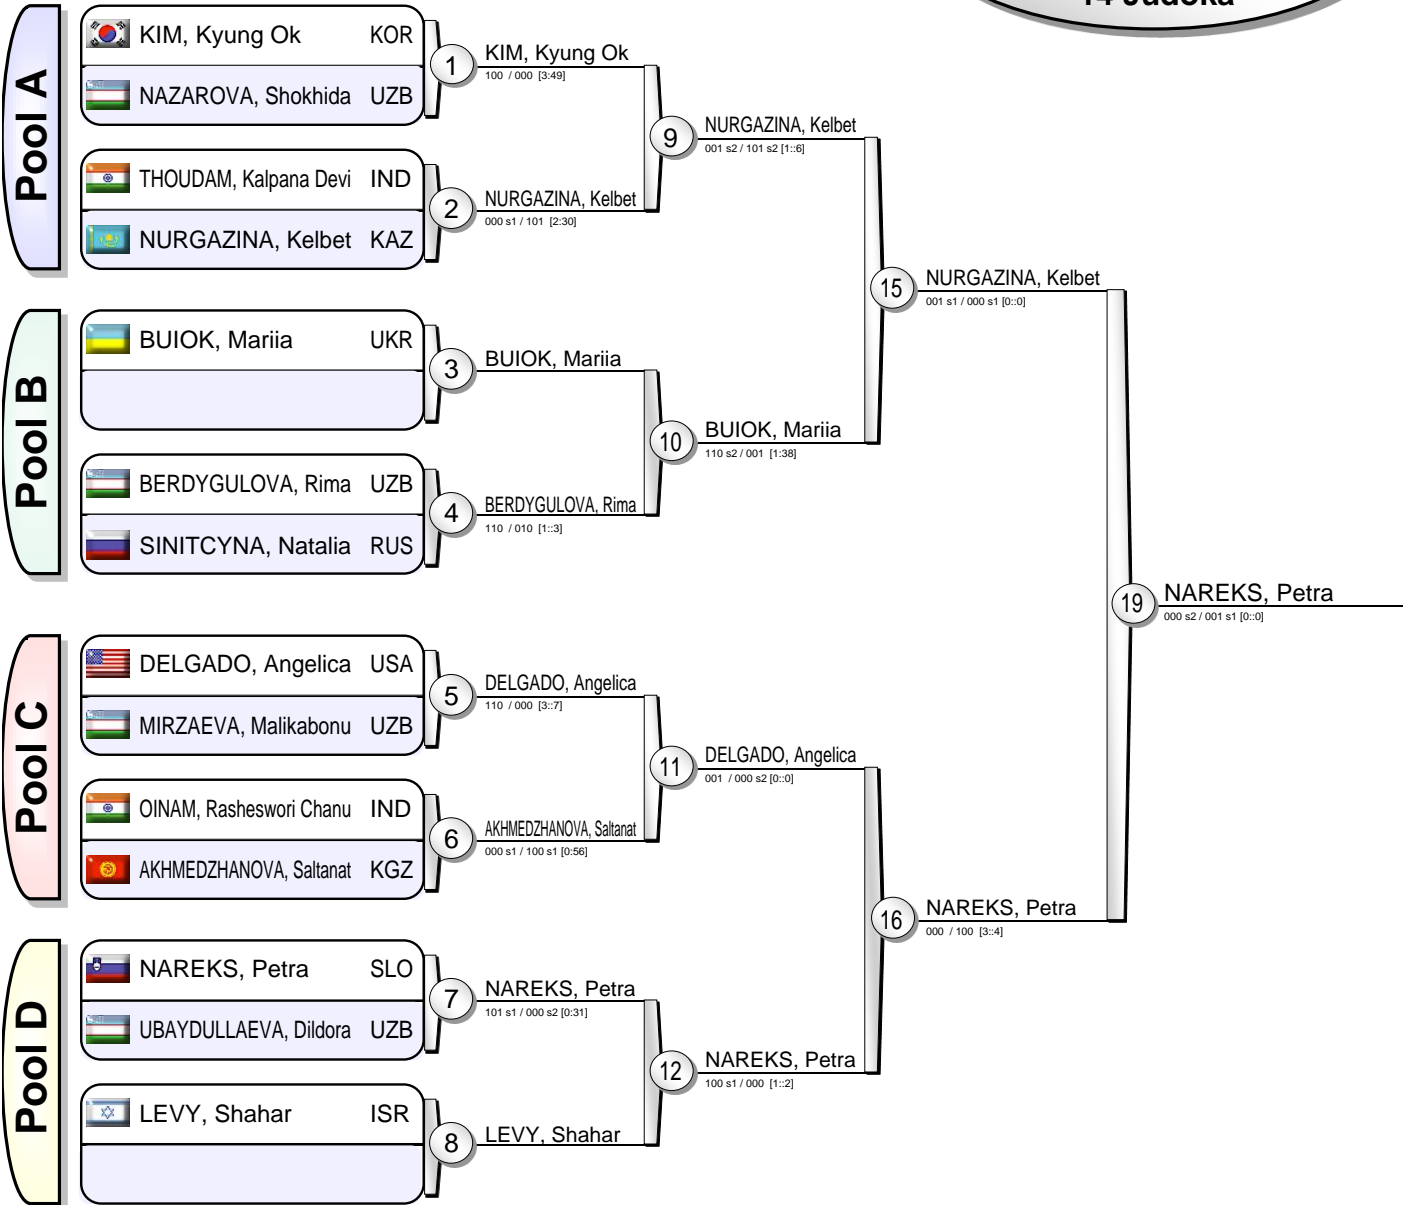 14 Judoka
Pool A
KIM, Kyung Ok KOR
NAZAROVA, Shokhida UZB
THOUDAM, Kalpana Devi IND
NURGAZINA, Kelbet KAZ
1
KIM, Kyung Ok
100 / 000 [3:49]
2
NURGAZINA, Kelbet
000 s1 / 101 [2:30]
9
NURGAZINA, Kelbet
001 s2 / 101 s2 [1::6]
Pool B
BUIOK, Mariia UKR
BERDYGULOVA, Rima UZB
SINITCYNA, Natalia RUS
3
BUIOK, Mariia
4
BERDYGULOVA, Rima
110 / 010 [1::3]
10
BUIOK, Mariia
110 s2 / 001 [1:38]
15
NURGAZINA, Kelbet
001 s1 / 000 s1 [0::0]
Pool C
DELGADO, Angelica USA
MIRZAEVA, Malikabonu UZB
OINAM, Rasheswori Chanu IND
AKHMEDZHANOVA, Saltanat KGZ
5
DELGADO, Angelica
110 / 000 [3::7]
6
AKHMEDZHANOVA, Saltanat
000 s1 / 100 s1 [0:56]
11
DELGADO, Angelica
001 / 000 s2 [0::0]
Pool D
NAREKS, Petra SLO
UBAYDULLAEVA, Dildora UZB
LEVY, Shahar ISR
7
NAREKS, Petra
101 s1 / 000 s2 [0:31]
8
LEVY, Shahar
12
NAREKS, Petra
100 s1 / 000 [1::2]
16
NAREKS, Petra
000 / 100 [3::4]
19
NAREKS, Petra
000 s2 / 001 s1 [0::0]